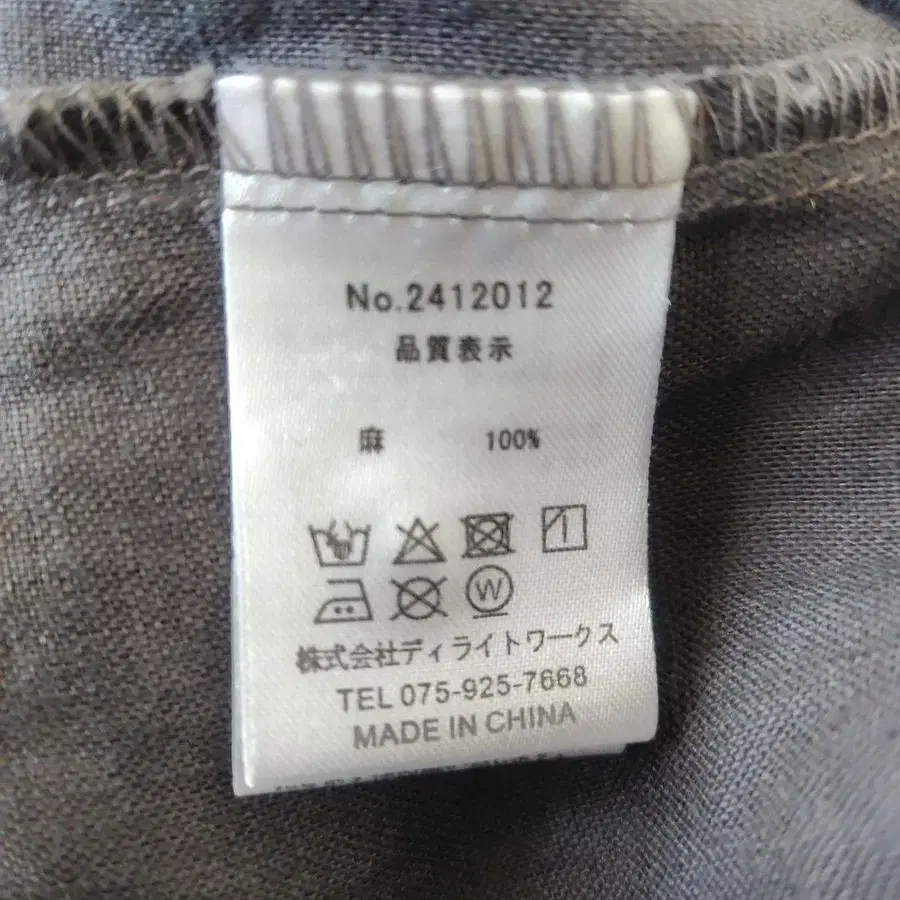 No.2412012
品質表示
麻 100%
W
株式会社ディライトワークス
TEL 075-925-7668
MADE IN CHINA